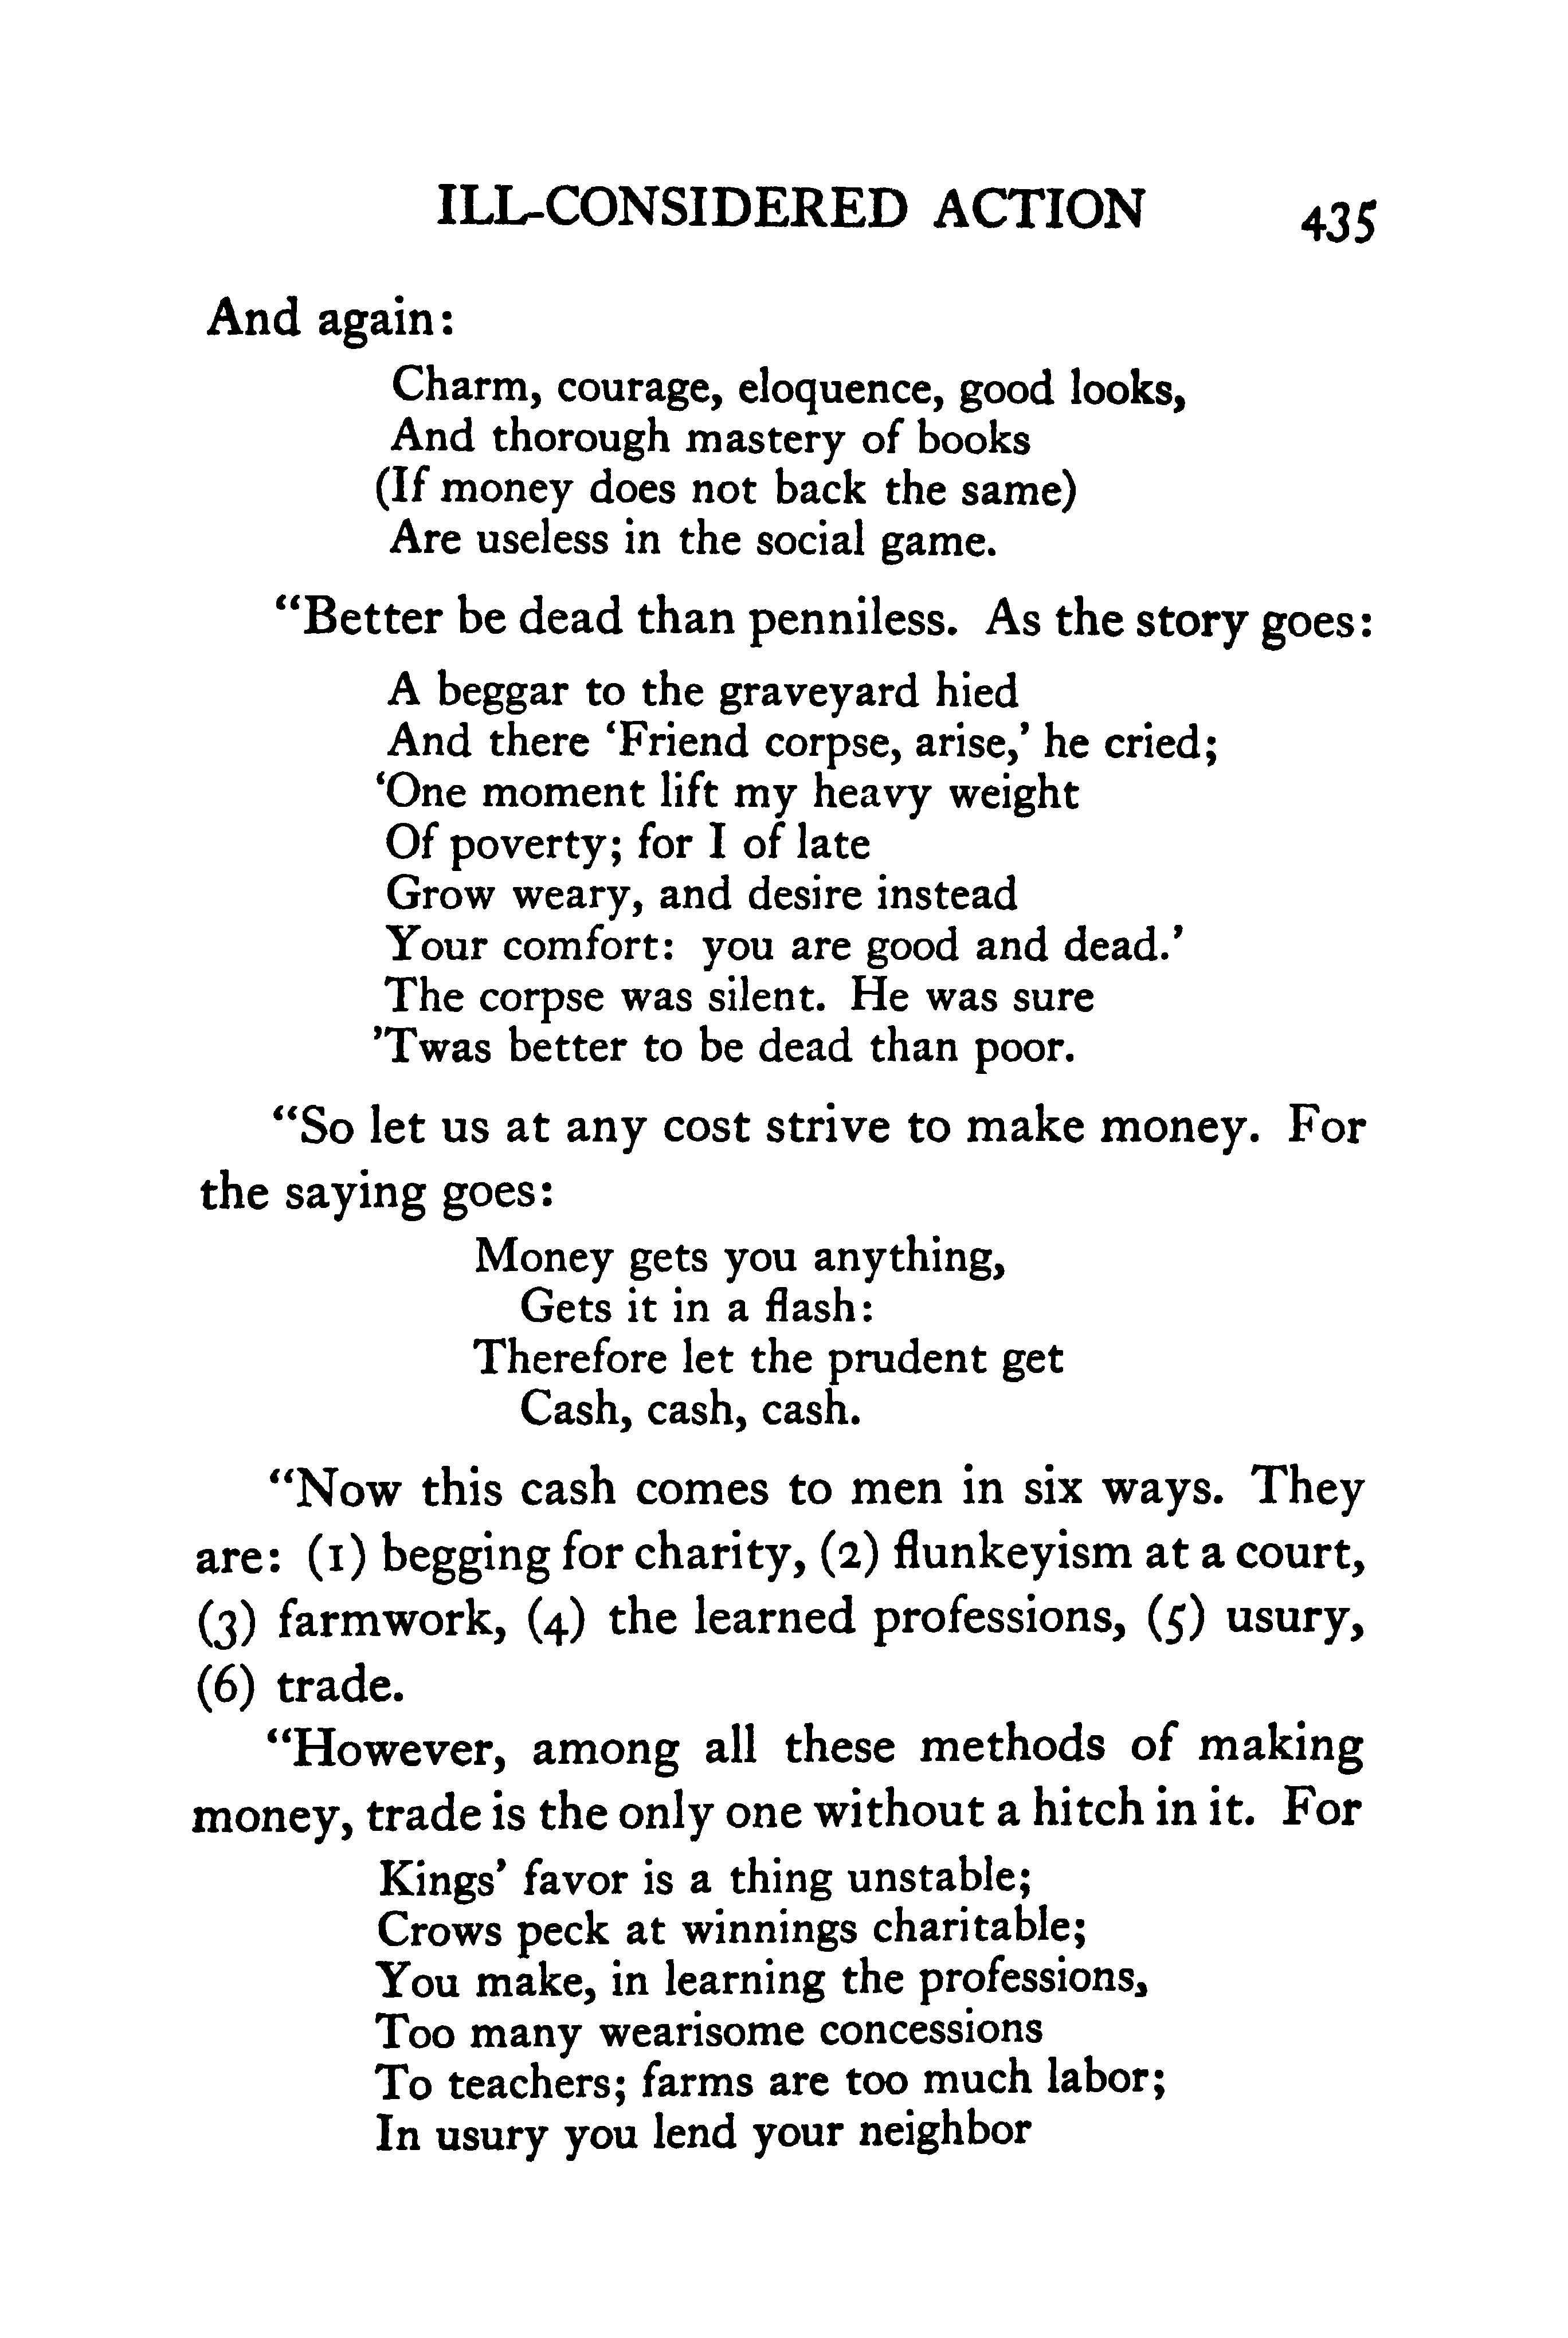 ILL-CONSIDERED ACTION 435
And again:
Charm, courage, eloquence, good looks,
And thorough mastery of books
(If money does not back the same)
Are useless in the social game.
“Better be dead than penniless. As the story goes:
A beggar to the graveyard hied
And there ‘Friend corpse, arise,’ he cried;
‘One moment lift my heavy weight
Of poverty; for I of late
Grow weary, and desire instead
Your comfort: you are good and dead.’
The corpse was silent. He was sure
’Twas better to be dead than poor.
“So let us at any cost strive to make money. For
the saying goes:
Money gets you anything,
Gets it in a flash:
Therefore let the prudent get
Cash, cash, cash.
“Now this cash comes to men in six ways. They
are: (1) begging for charity, (2) flunkeyism at a court,
(3) farmwork, (4) the learned professions, (5) usury,
(6) trade.
“However, among all these methods of making
money, trade is the only one without a hitch in it. For
Kings’ favor is a thing unstable;
Crows peck at winnings charitable;
You make, in learning the professions,
Too many wearisome concessions
To teachers; farms are too much labor;
In usury you lend your neighbor